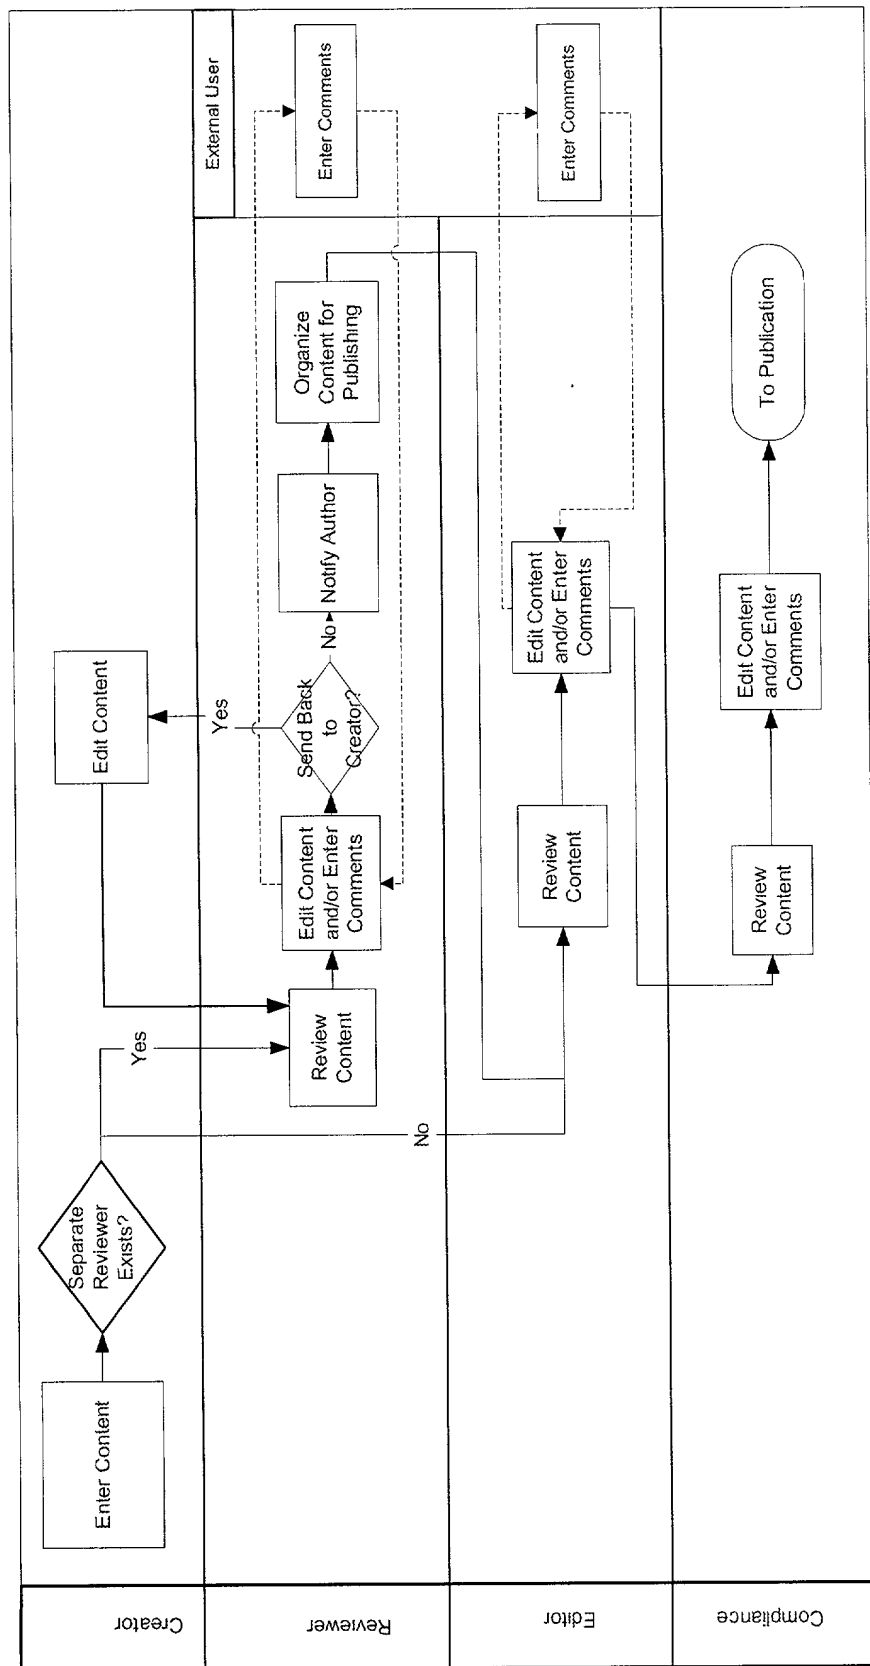 Creator
Enter Content
Separate
Reviewer
Exists?
Yes
No
Edit Content
Reviewer
Review
Content
Edit Content
and/or Enter
Comments
Send Back
to
Creator?
Yes
No
Notify Author
Organize
Content for
Publishing
External User
Enter Comments
Editor
Review
Content
Edit Content
and/or Enter
Comments
Enter Comments
Compliance
Review
Content
Edit Content
and/or Enter
Comments
To Publication